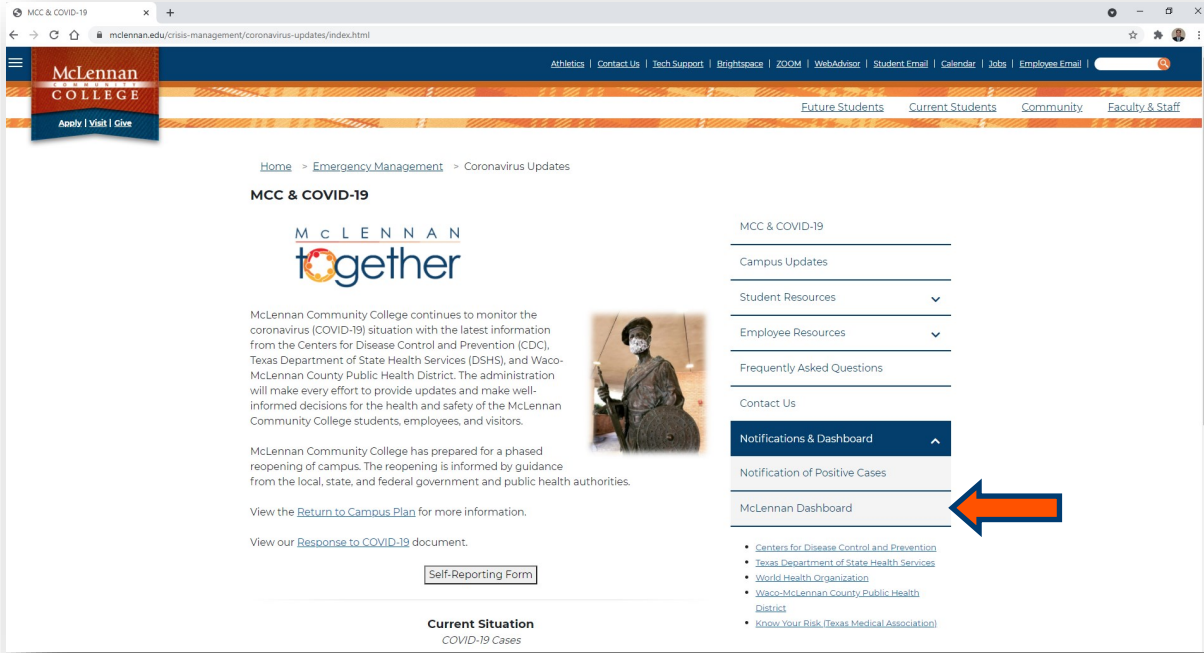 MCC & COVID-19
mclennan.edu/crisis-management/coronavirus-updates/index.html
McLennan
COMMUNITY
COLLEGE
Apply | Visit | Give
Athletics | Contact Us | Tech Support | Brightspace | ZOOM | WebAdvisor | Student Email | Calendar | Jobs | Employee Email |
Future Students Current Students Community Faculty & Staff
Home > Emergency Management > Coronavirus Updates
MCC & COVID-19
McLENNAN
together
McLennan Community College continues to monitor the
coronavirus (COVID-19) situation with the latest information
from the Centers for Disease Control and Prevention (CDC),
Texas Department of State Health Services (DSHS), and Waco-
McLennan County Public Health District. The administration
will make every effort to provide updates and make well-
informed decisions for the health and safety of the McLennan
Community College students, employees, and visitors.
McLennan Community College has prepared for a phased
reopening of campus. The reopening is informed by guidance
from the local, state, and federal government and public health authorities.
View the Return to Campus Plan for more information.
View our Response to COVID-19 document.
Self-Reporting Form
Current Situation
COVID-19 Cases
MCC & COVID-19
Campus Updates
Student Resources
Employee Resources
Frequently Asked Questions
Contact Us
Notifications & Dashboard
Notification of Positive Cases
McLennan Dashboard
• Centers for Disease Control and Prevention
• Texas Department of State Health Services
• World Health Organization
• Waco-McLennan County Public Health
District
• Know Your Risk (Texas Medical Association)